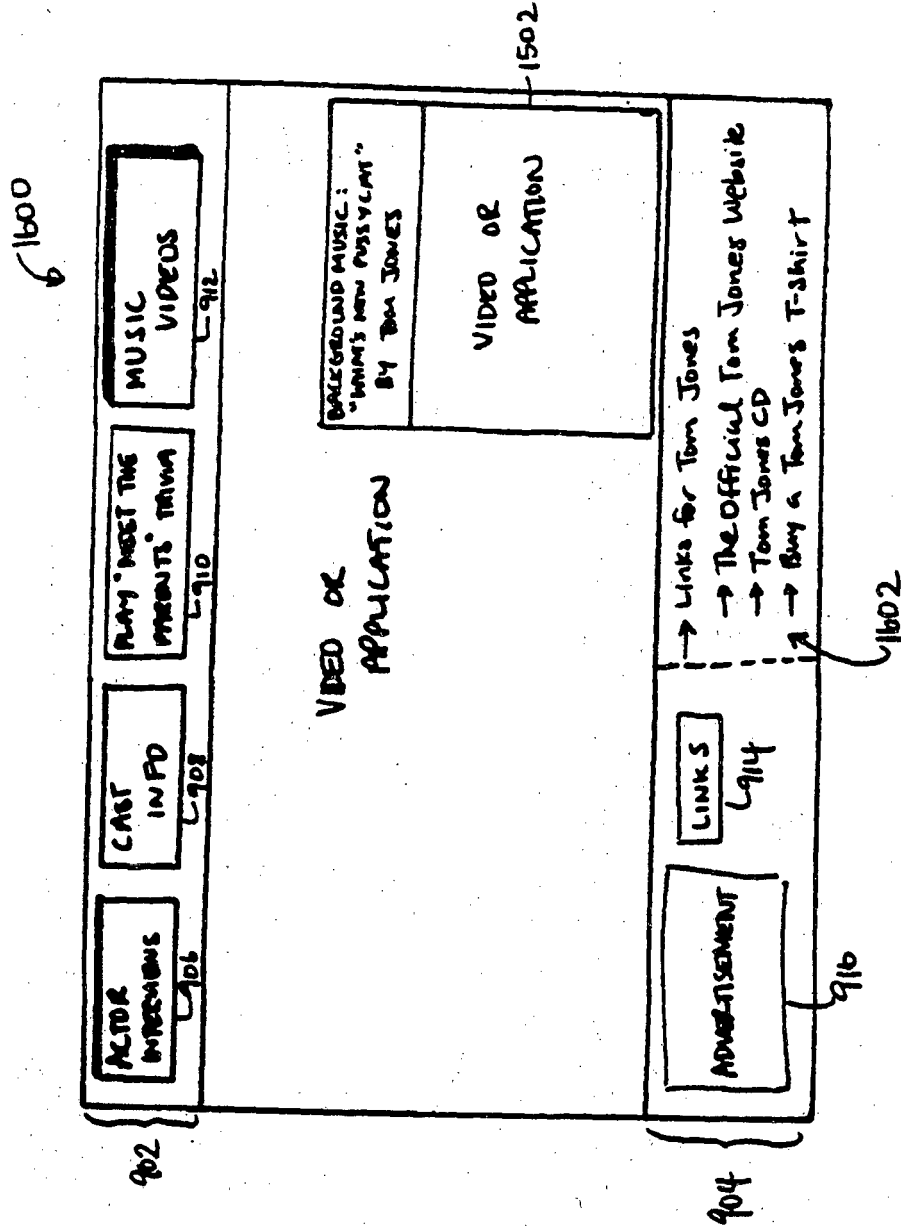 1600
902
ACTOR
INTERVIEWS
906
CAST
INFO
908
PLAY "MEET THE
PARENTS" TRIVIA
910
MUSIC
VIDEOS
912
VIDEO OR
APPLICATION
BACKGROUND MUSIC:
"WHAT'S NEW PUSSYCAT"
BY TOM JONES
VIDEO OR
APPLICATION
1502
904
ADVERTISEMENT
916
LINKS
914
→ Links for Tom Jones
→ The Official Tom Jones Website
→ Tom Jones CD
→ Buy a Tom Jones T-Shirt
1602